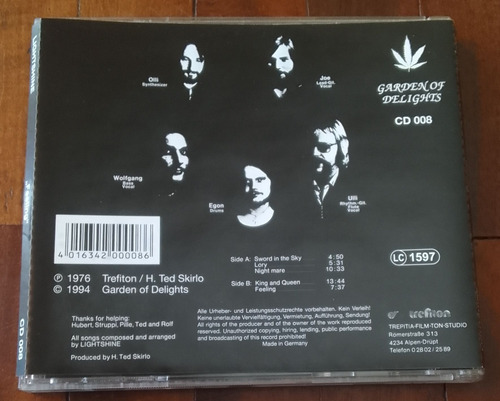 LIGHTSHINE
CD 008
Olli
Synthesizer
Joe
Lead-Git.
Vocal
GARDEN OF
DELIGHTS
CD 008
Wolfgang
Bass
Vocal
Egon
Drums
Ulli
Rhythm.-Git.
Flute
Vocal
4 016342 000086
Side A: Sword in the Sky 4:50
Lory 5:31
Night mare 10:33
Side B: King and Queen 13:44
Feeling 7:37
LC 1597
℗ 1976 Trefiton / H. Ted Skirlo
© 1994 Garden of Delights
Thanks for helping:
Hubert, Struppi, Pille, Ted and Rolf
All songs composed and arranged
by LIGHTSHINE
Produced by H. Ted Skirlo
Alle Urheber- und Leistungsschutzrechte vorbehalten. Kein Verleih!
Keine unerlaubte Vervielfältigung, Vermietung, Aufführung, Sendung!
All rights of the producer and of the owner of the work reproduced
reserved. Unauthorized copying, hiring, lending, public performance
and broadcasting of this record prohibited!
Made in Germany
trefiton
TREPITIA-FILM-TON-STUDIO
Römerstraße 313
4234 Alpen-Drüpt
Telefon 0 28 02 / 25 89